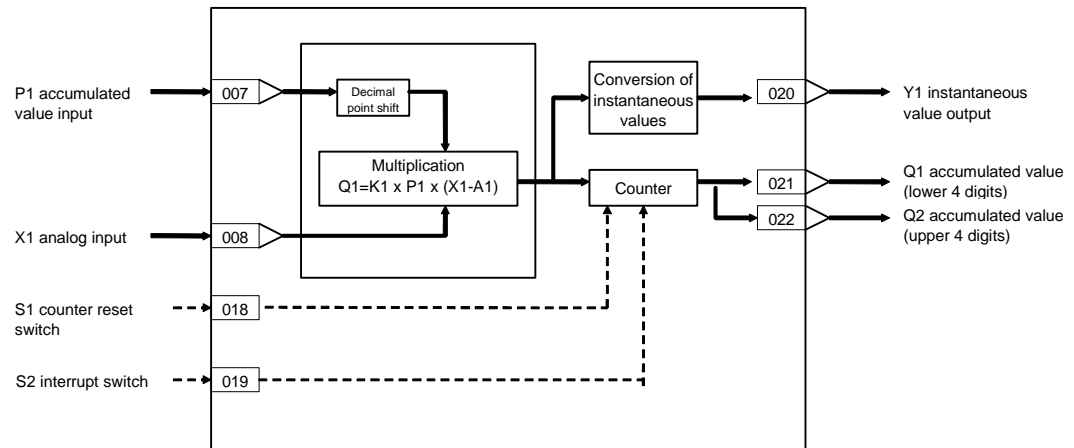 P1 accumulated
value input
007
Decimal
point shift
Conversion of
instantaneous
values
020
Y1 instantaneous
value output
Multiplication
Q1=K1 x P1 x (X1-A1)
Counter
021
Q1 accumulated value
(lower 4 digits)
022
Q2 accumulated value
(upper 4 digits)
X1 analog input
008
S1 counter reset
switch
018
S2 interrupt switch
019